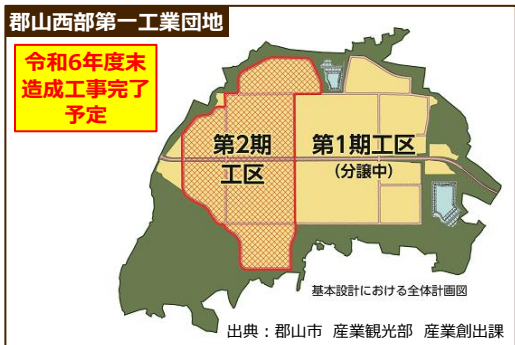 郡山西部第一工業団地
令和6年度末
造成工事完了
予定
第2期
工区
第1期工区
(分譲中)
基本設計における全体計画図
出典：郡山市 産業観光部 産業創出課